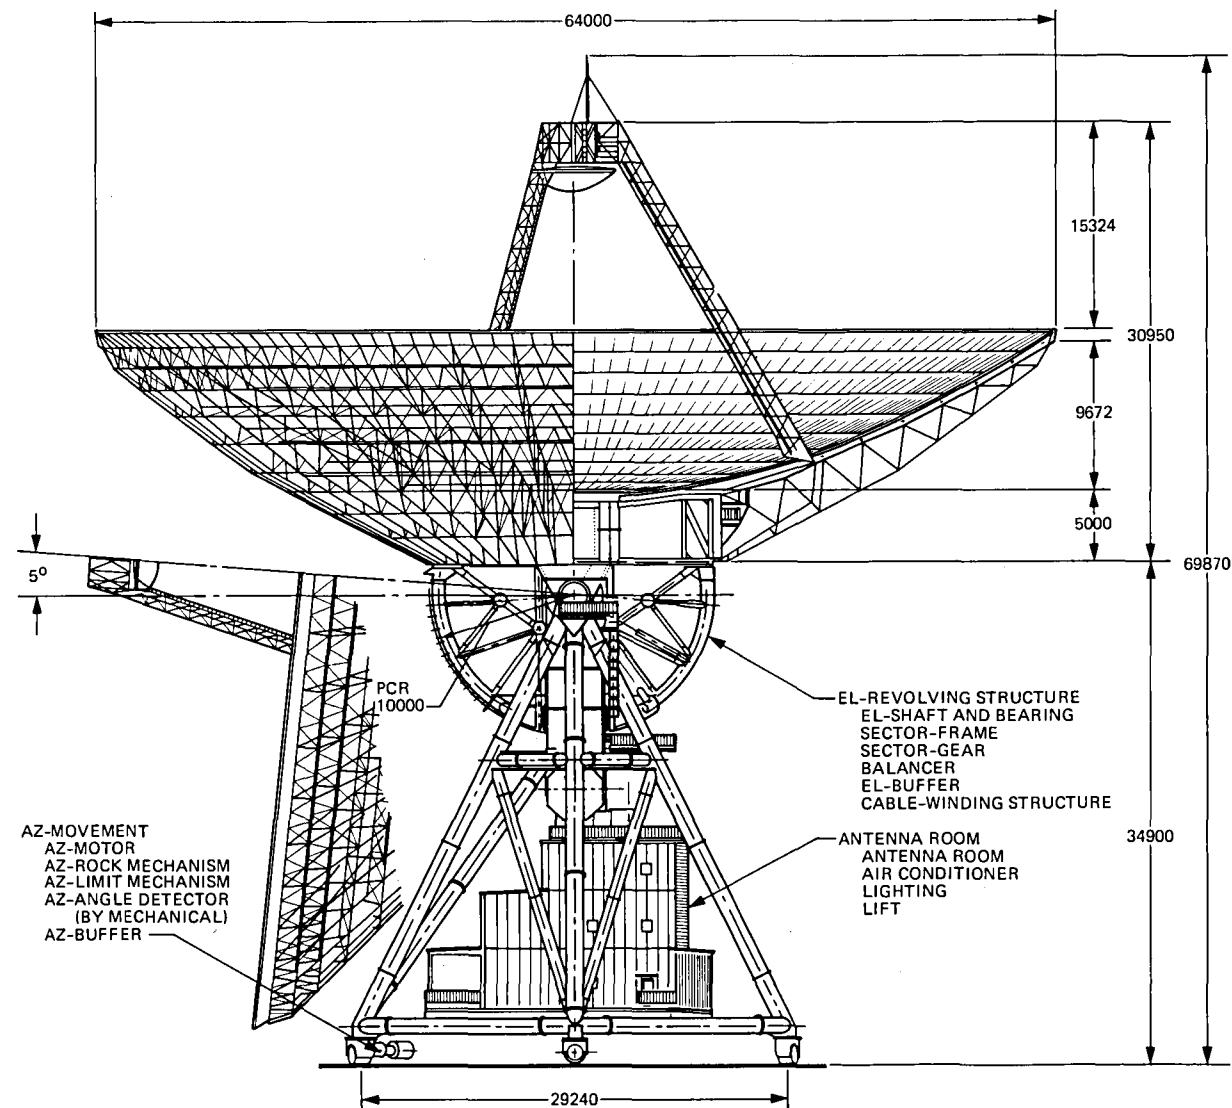 64000
15324
30950
9672
5000
69870
5°
PCR
10000
EL-REVOLVING STRUCTURE
EL-SHAFT AND BEARING
SECTOR-FRAME
SECTOR-GEAR
BALANCER
EL-BUFFER
CABLE-WINDING STRUCTURE
AZ-MOVEMENT
AZ-MOTOR
AZ-ROCK MECHANISM
AZ-LIMIT MECHANISM
AZ-ANGLE DETECTOR
(BY MECHANICAL)
AZ-BUFFER
ANTENNA ROOM
ANTENNA ROOM
AIR CONDITIONER
LIGHTING
LIFT
34900
29240